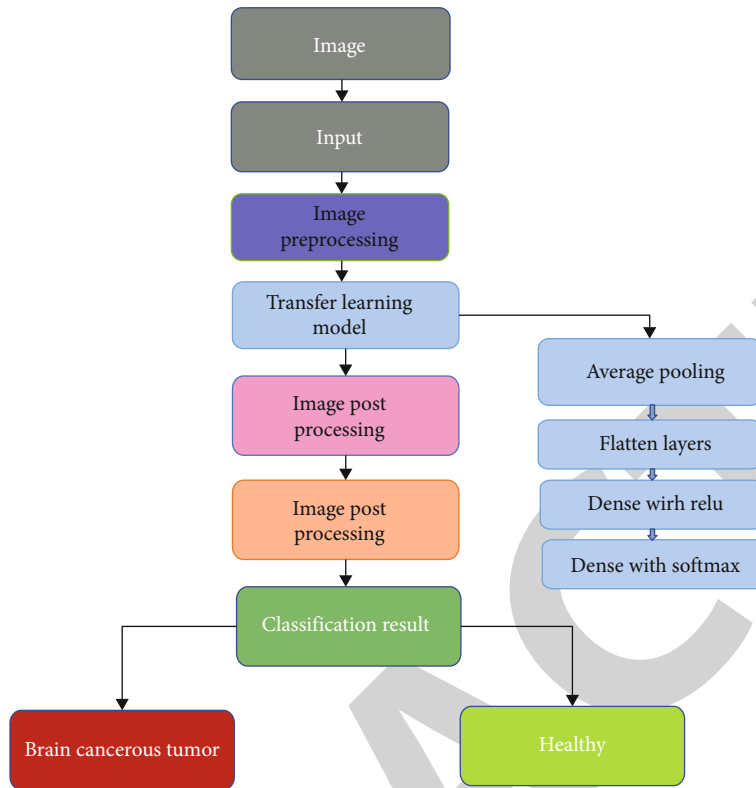 Image
Input
Image
preprocessing
Transfer learning
model
Average pooling
Image post
processing
Flatten layers
Dense wirh relu
Image post
processing
Dense with softmax
Classification result
Brain cancerous tumor
Healthy